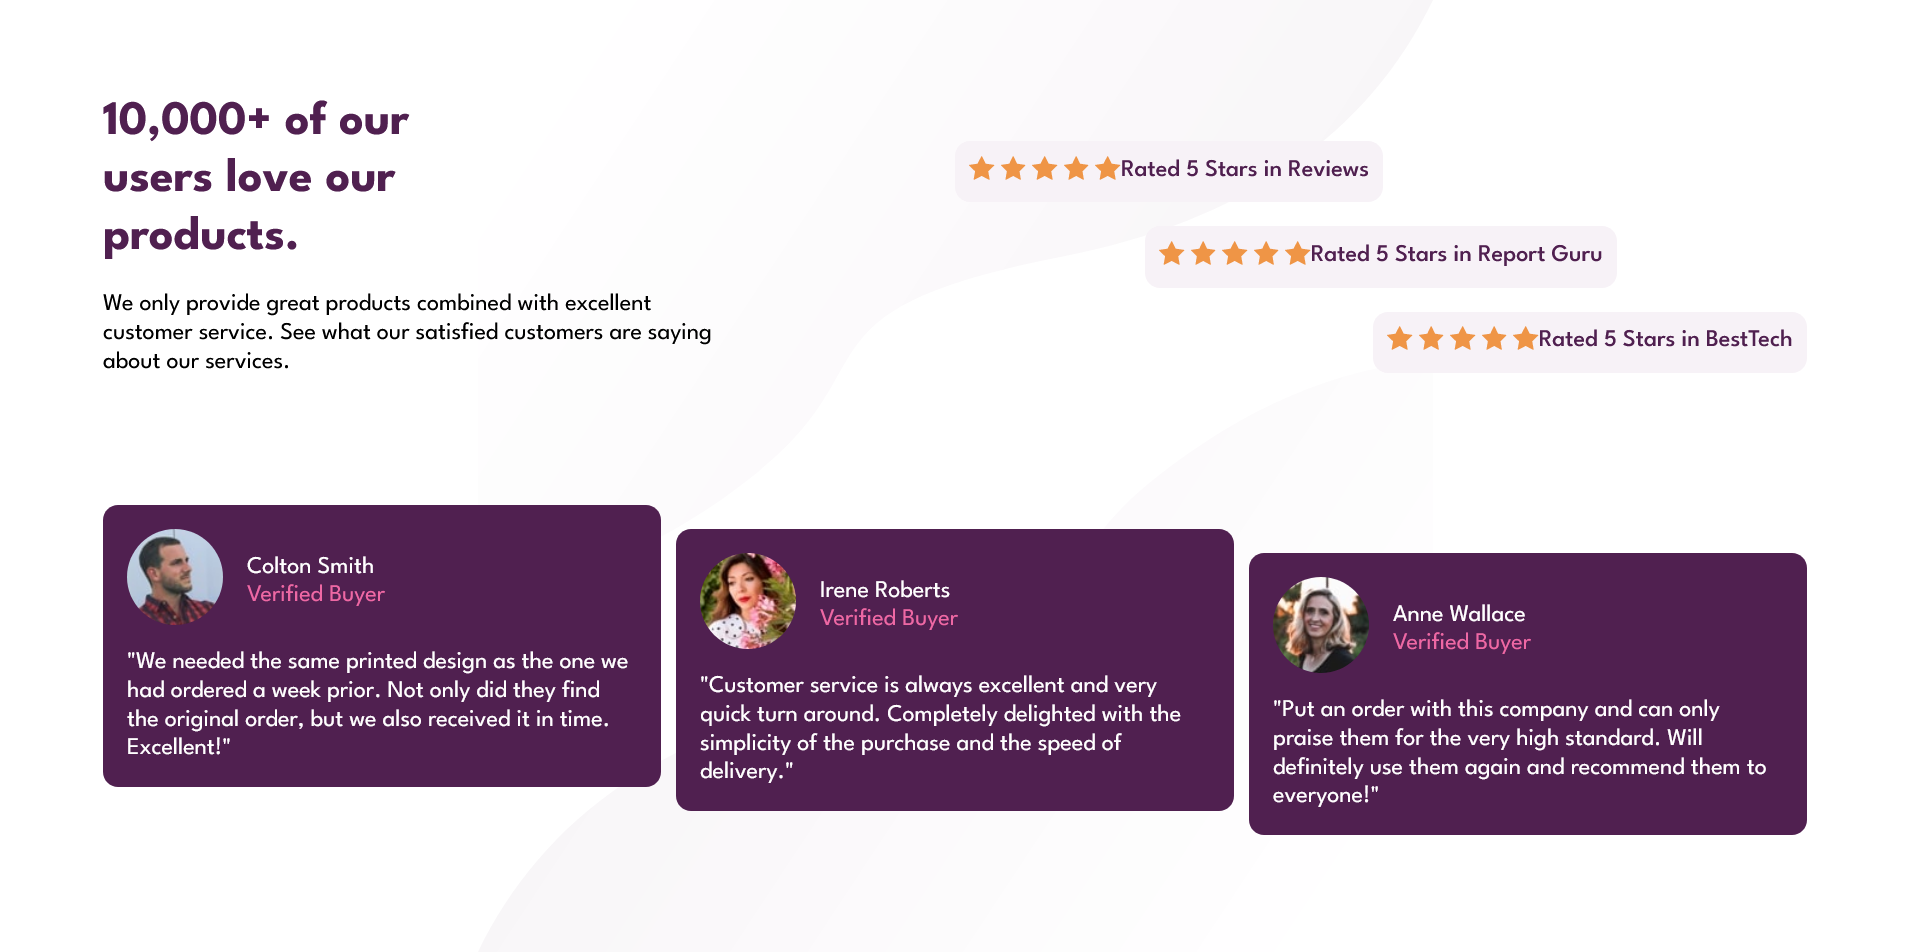 10,000+ of our
users love our
products.
We only provide great products combined with excellent
customer service. See what our satisfied customers are saying
about our services.
Rated 5 Stars in Reviews
Rated 5 Stars in Report Guru
Rated 5 Stars in BestTech
Colton Smith
Verified Buyer
"We needed the same printed design as the one we
had ordered a week prior. Not only did they find
the original order, but we also received it in time.
Excellent!"
Irene Roberts
Verified Buyer
"Customer service is always excellent and very
quick turn around. Completely delighted with the
simplicity of the purchase and the speed of
delivery."
Anne Wallace
Verified Buyer
"Put an order with this company and can only
praise them for the very high standard. Will
definitely use them again and recommend them to
everyone!"